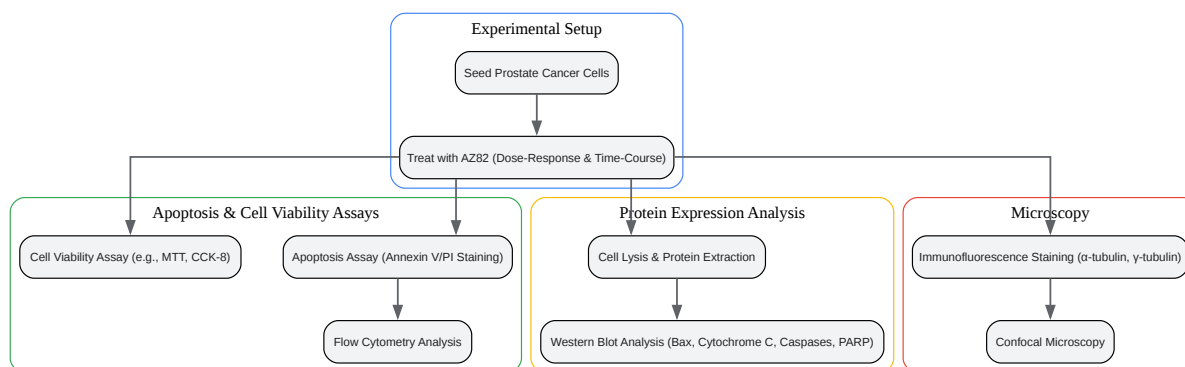 Experimental Setup
Seed Prostate Cancer Cells
Treat with AZ82 (Dose-Response & Time-Course)
Apoptosis & Cell Viability Assays
Protein Expression Analysis
Microscopy
Cell Viability Assay (e.g., MTT, CCK-8)
Apoptosis Assay (Annexin V/PI Staining)
Cell Lysis & Protein Extraction
Immunofluorescence Staining (α-tubulin, γ-tubulin)
Flow Cytometry Analysis
Western Blot Analysis (Bax, Cytochrome C, Caspases, PARP)
Confocal Microscopy